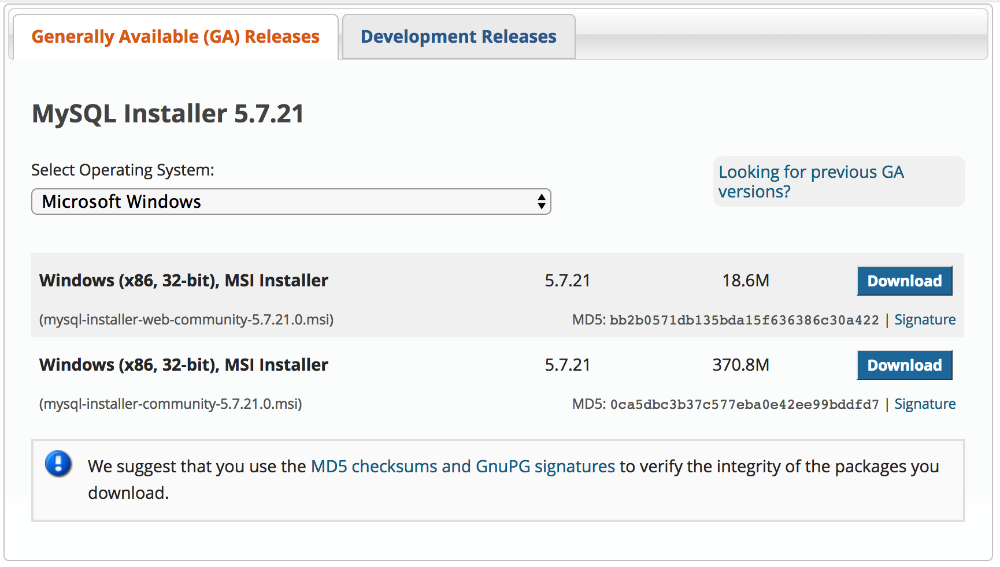 Generally Available (GA) Releases
Development Releases
MySQL Installer 5.7.21
Select Operating System:
Looking for previous GA
versions?
Microsoft Windows
Windows (x86, 32-bit), MSI Installer 5.7.21 18.6M Download
(mysql-installer-web-community-5.7.21.0.msi) MD5: bb2b0571db135bda15f636386c30a422 | Signature
Windows (x86, 32-bit), MSI Installer 5.7.21 370.8M Download
(mysql-installer-community-5.7.21.0.msi) MD5: 0ca5dbc3b37c577eba0e42ee99bddfd7 | Signature
We suggest that you use the MD5 checksums and GnuPG signatures to verify the integrity of the packages you
download.